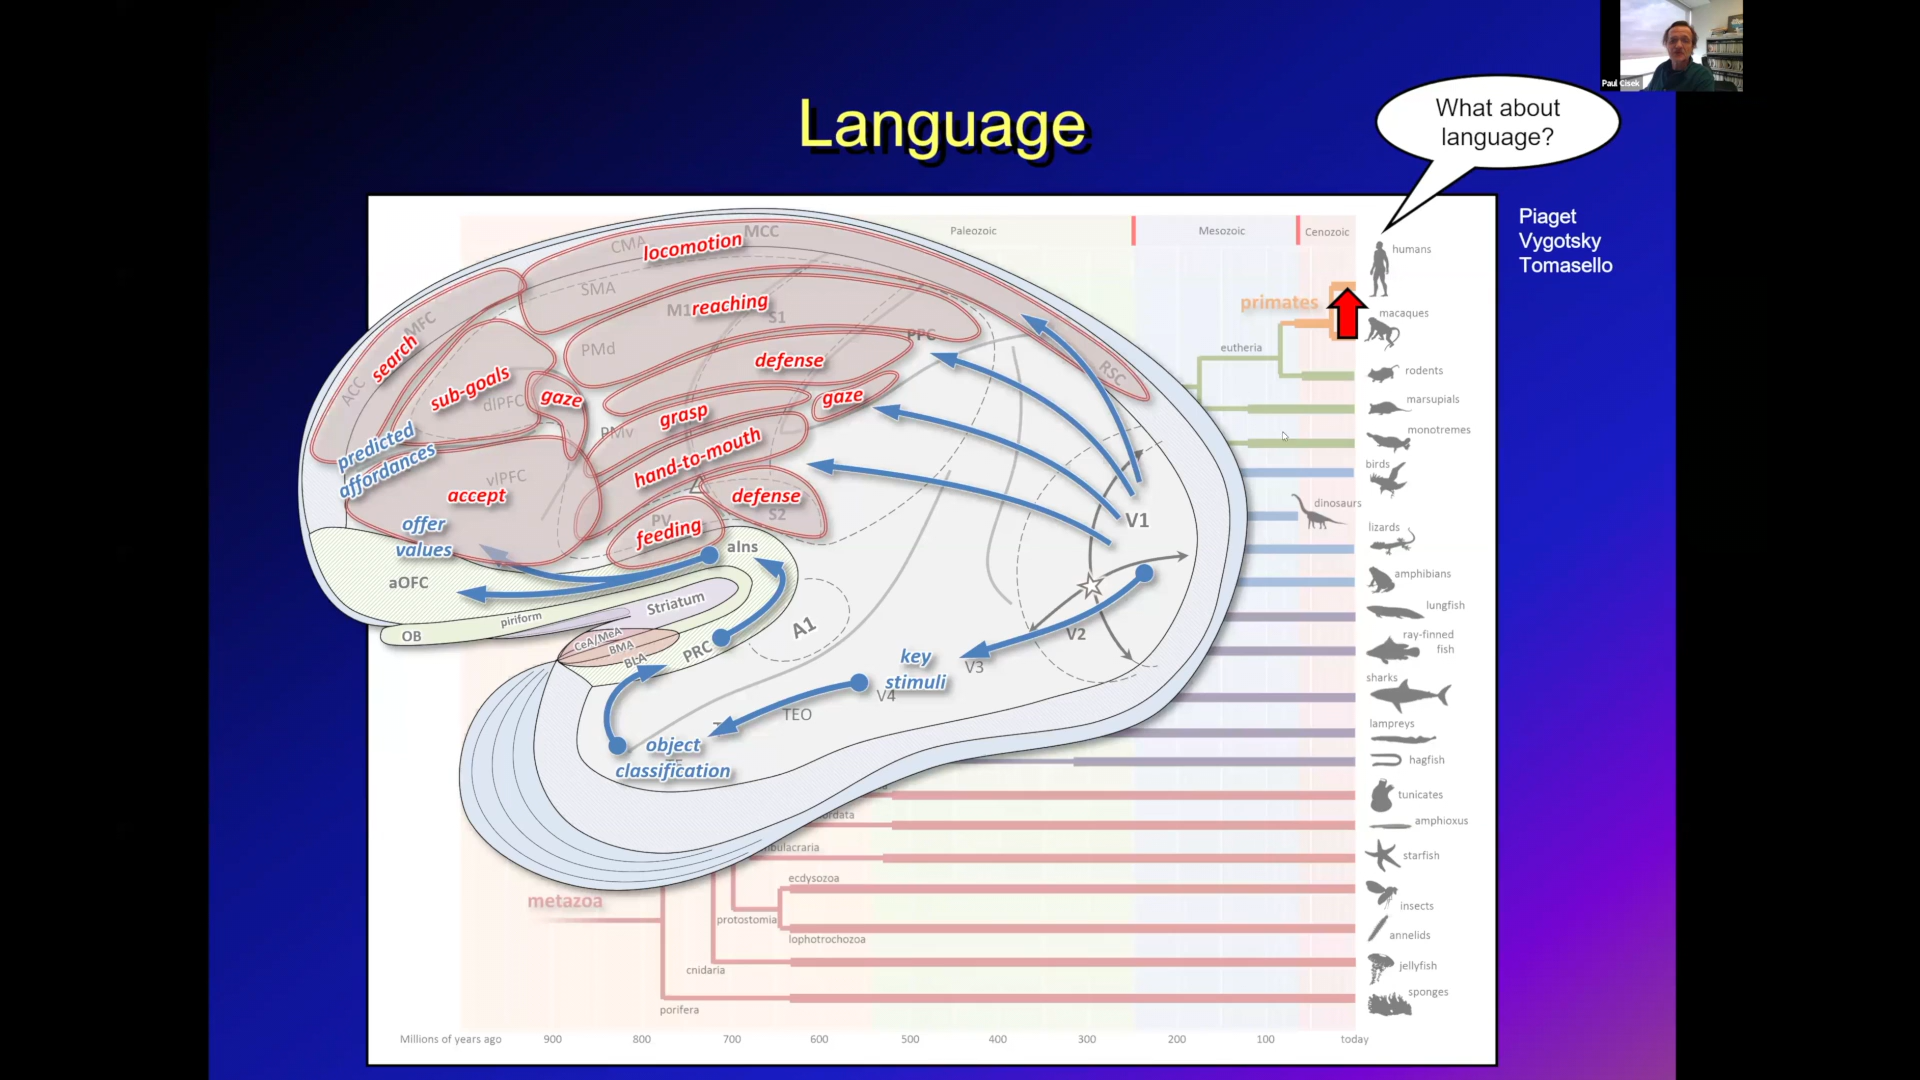 Paul Cisek
Language
What about
language?
Piaget
Vygotsky
Tomasello
Paleozoic
Mesozoic
Cenozoic
CMA
MCC
locomotion
SMA
M1
reaching
S1
PMd
PPC
defense
RSC
MFC
ACC
search
sub-goals
dlPFC
gaze
gaze
grasp
PMv
hand-to-mouth
predicted
affordances
vlPFC
accept
defense
S2
PV
feeding
offer
values
aIns
aOFC
Striatum
piriform
OB
CeA/MeA
BMA
BLA
PRC
A1
V1
V2
V3
key
stimuli
V4
TEO
object
classification
primates
eutheria
humans
macaques
rodents
marsupials
monotremes
birds
dinosaurs
lizards
amphibians
lungfish
ray-finned
fish
sharks
lampreys
hagfish
tunicates
amphioxus
starfish
insects
annelids
jellyfish
sponges
rdata
bulacraria
ecdysozoa
metazoa
protostomia
lophotrochozoa
cnidaria
porifera
Millions of years ago 900 800 700 600 500 400 300 200 100 today